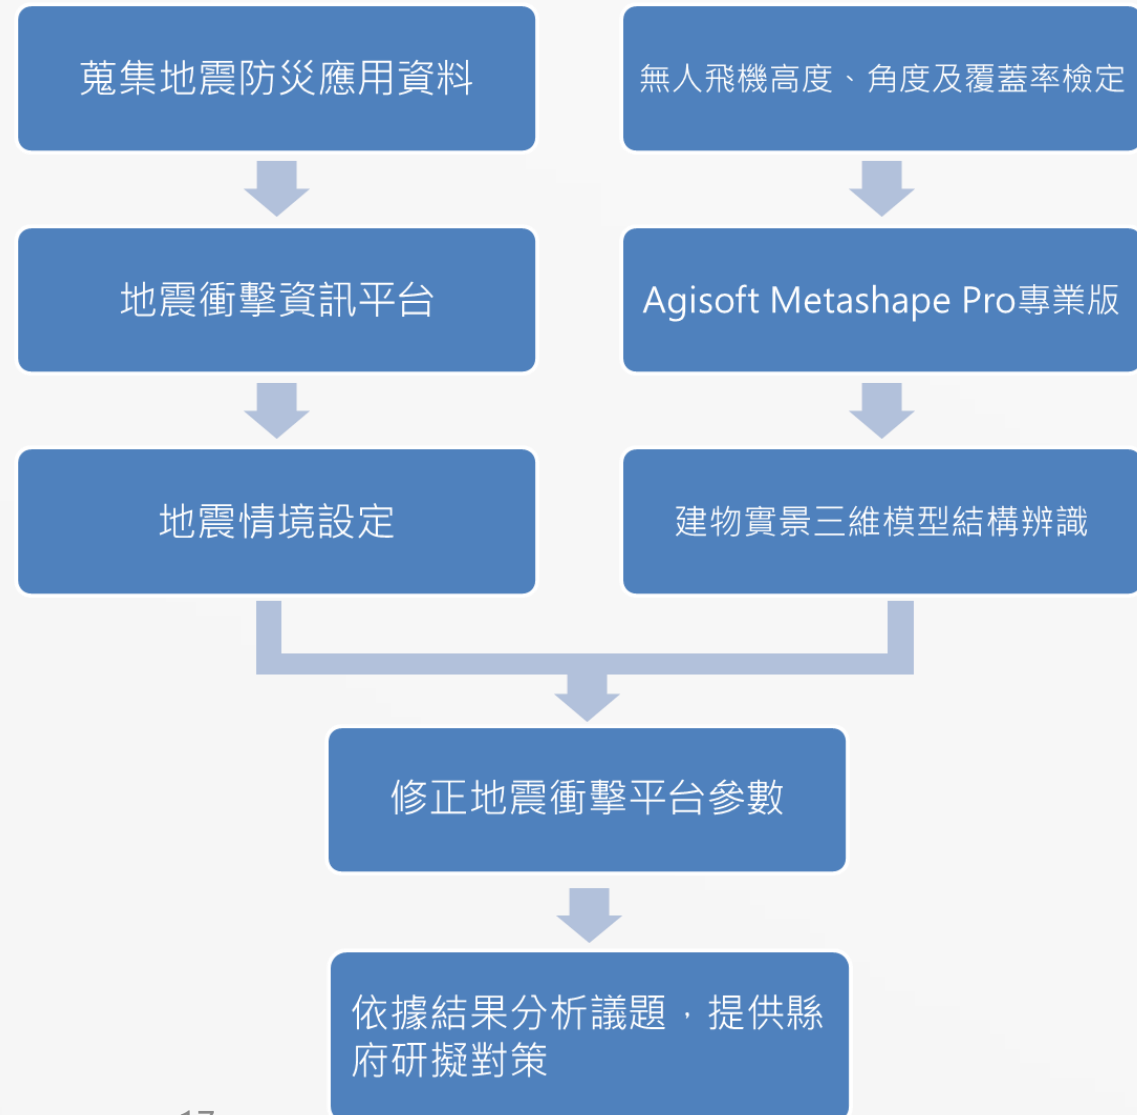 蒐集地震防災應用資料
無人飛機高度、角度及覆蓋率檢定
地震衝擊資訊平台
Agisoft Metashape Pro專業版
地震情境設定
建物實景三維模型結構辨識
修正地震衝擊平台參數
依據結果分析議題，提供縣
府研擬對策
17